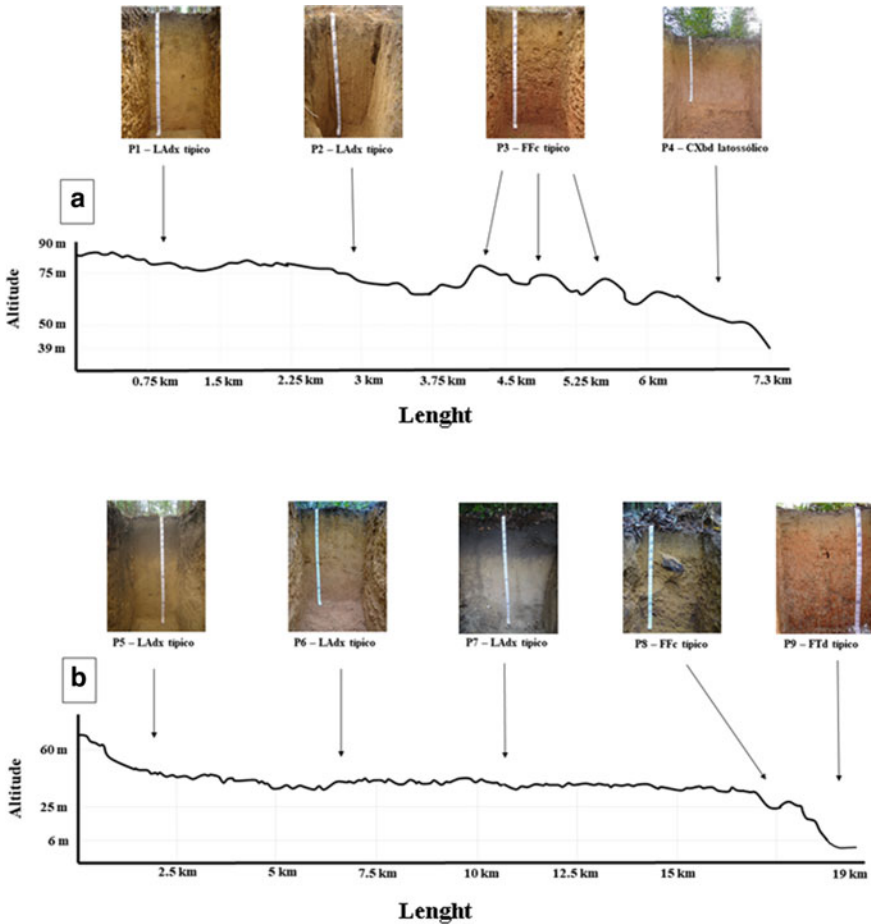 P1 – LAdx típico
P2 – LAdx típico
P3 – FFc típico
P4 – CXbd latossólico
a
90 m
75 m
50 m
39 m
Altitude
0.75 km
1.5 km
2.25 km
3 km
3.75 km
4.5 km
5.25 km
6 km
7.3 km
Lenght
P5 – LAdx típico
P6 – LAdx típico
P7 – LAdx típico
P8 – FFc típico
P9 – FTd típico
b
60 m
25 m
6 m
Altitude
2.5 km
5 km
7.5 km
10 km
12.5 km
15 km
19 km
Lenght